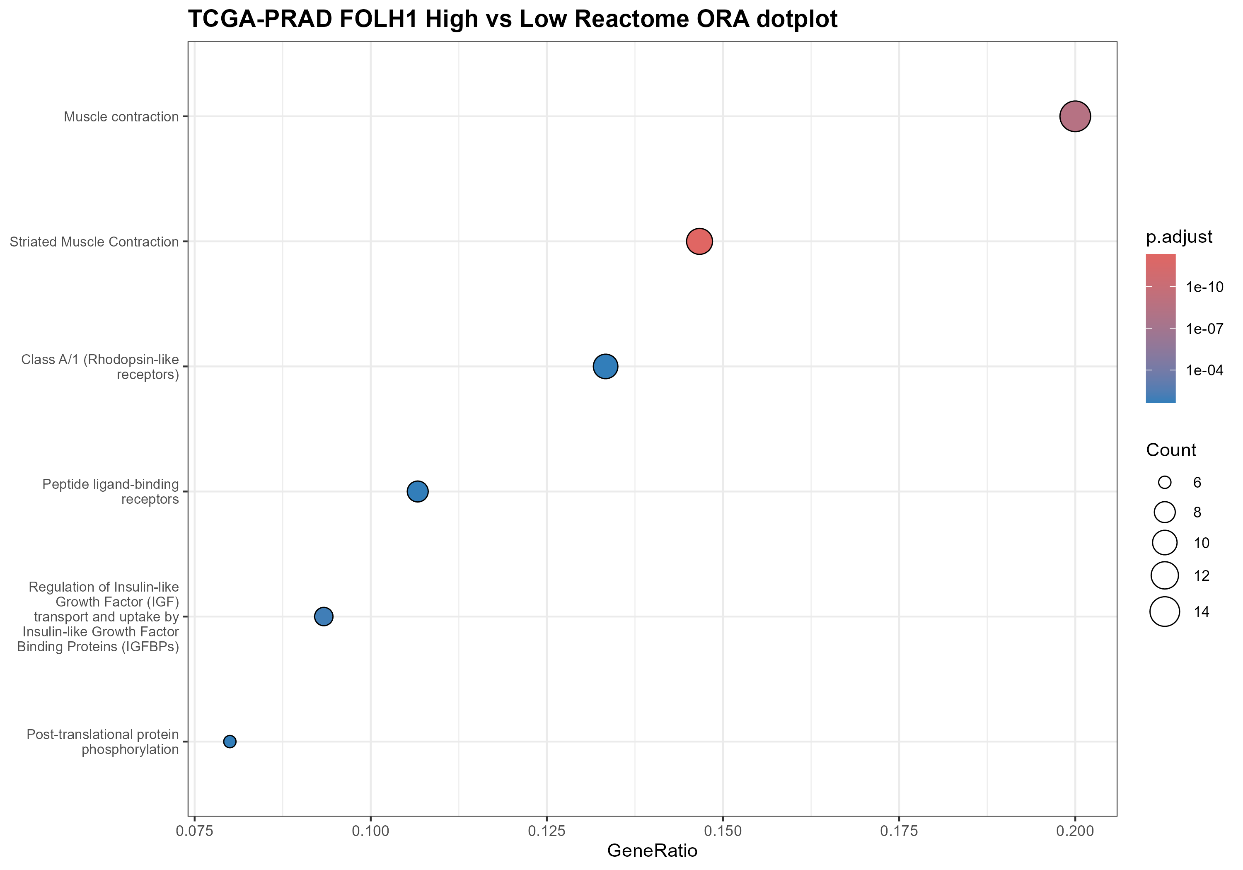 TCGA-PRAD FOLH1 High vs Low Reactome ORA dotplot
Muscle contraction
Striated Muscle Contraction
Class A/1 (Rhodopsin-like
receptors)
Peptide ligand-binding
receptors
Regulation of Insulin-like
Growth Factor (IGF)
transport and uptake by
Insulin-like Growth Factor
Binding Proteins (IGFBPs)
Post-translational protein
phosphorylation
0.075 0.100 0.125 0.150 0.175 0.200
GeneRatio
p.adjust
1e-10
1e-07
1e-04
Count
6
8
10
12
14